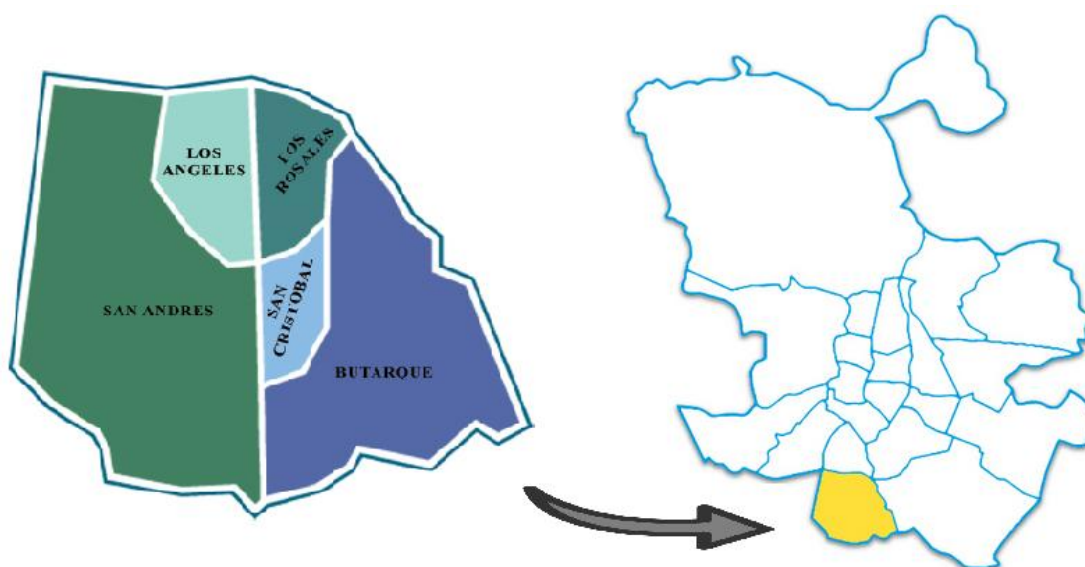 LOS
ANGELES
LOS
ROSALES
SAN ANDRES
SAN
CRISTOBAL
BUTARQUE